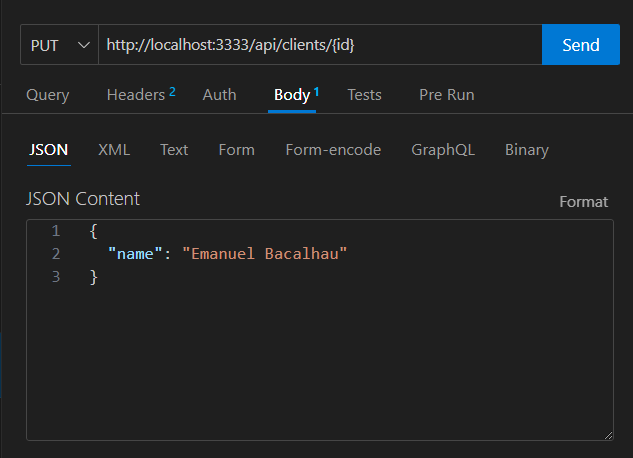 PUT http://localhost:3333/api/clients/{id} Send
Query Headers 2 Auth Body 1 Tests Pre Run
JSON XML Text Form Form-encode GraphQL Binary
JSON Content Format
1 {
2 "name": "Emanuel Bacalhau"
3 }